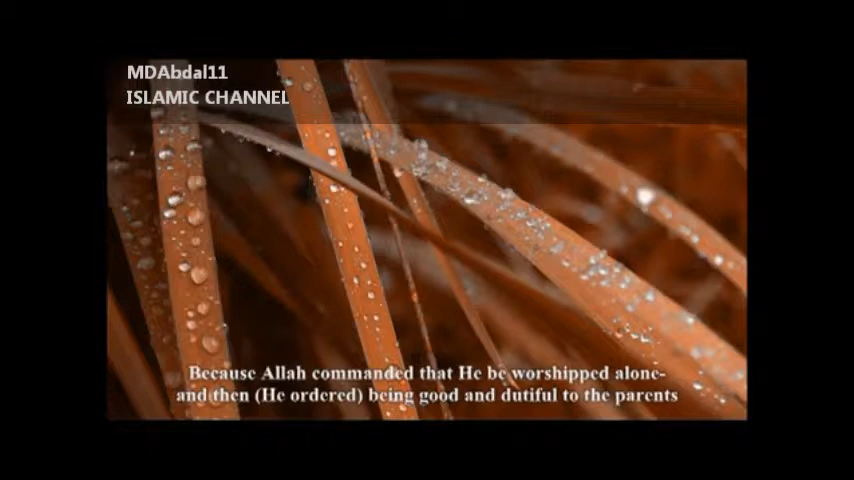 MDAbdal11
ISLAMIC CHANNEL
Because Allah commanded that He be worshipped alone-
and then (He ordered) being good and dutiful to the parents